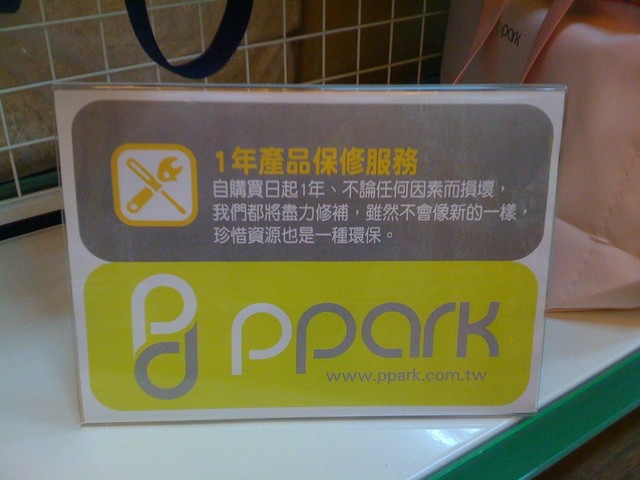 1年產品保修服務
自購買日起1年、不論任何因素而損壞，
我們都將盡力修補，雖然不會像新的一樣，
珍惜資源也是一種環保。
ppark
www.ppark.com.tw
ppark